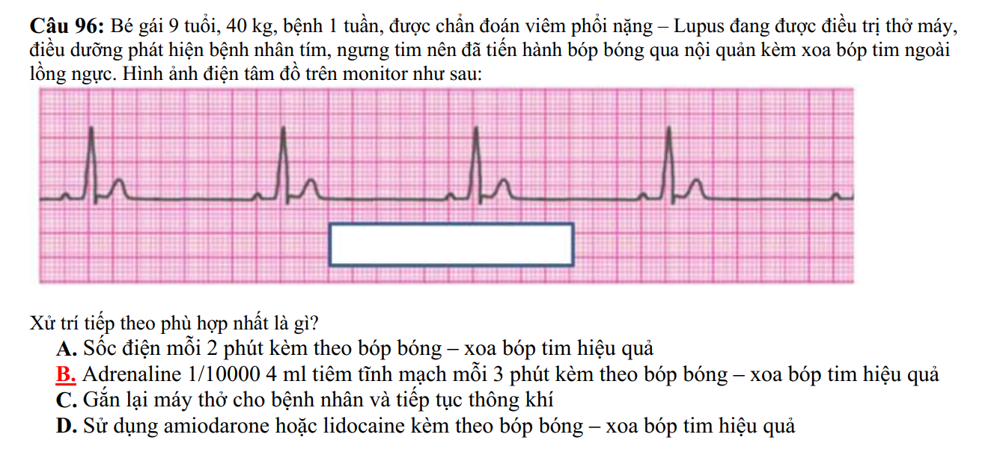 Câu 96: Bé gái 9 tuổi, 40 kg, bệnh 1 tuần, được chẩn đoán viêm phổi nặng – Lupus đang được điều trị thở máy,
điều dưỡng phát hiện bệnh nhân tím, ngưng tim nên đã tiến hành bóp bóng qua nội quản kèm xoa bóp tim ngoài
lồng ngực. Hình ảnh điện tâm đồ trên monitor như sau:
Xử trí tiếp theo phù hợp nhất là gì?
A. Sốc điện mỗi 2 phút kèm theo bóp bóng – xoa bóp tim hiệu quả
B. Adrenaline 1/10000 4 ml tiêm tĩnh mạch mỗi 3 phút kèm theo bóp bóng – xoa bóp tim hiệu quả
C. Gắn lại máy thở cho bệnh nhân và tiếp tục thông khí
D. Sử dụng amiodarone hoặc lidocaine kèm theo bóp bóng – xoa bóp tim hiệu quả